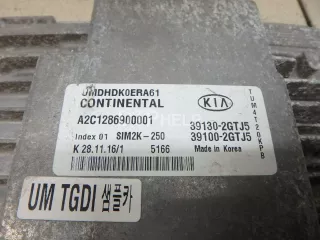 UMDHDK0ERA61
CONTINENTAL
KIA
A2C1286900001
39130-2GTJ5
Index 01 SIM2K-250
39100-2GTJ5
K 28.11.16/1 5166
Made in Korea
TUM4T20KPB
UM TGDI 샘플카